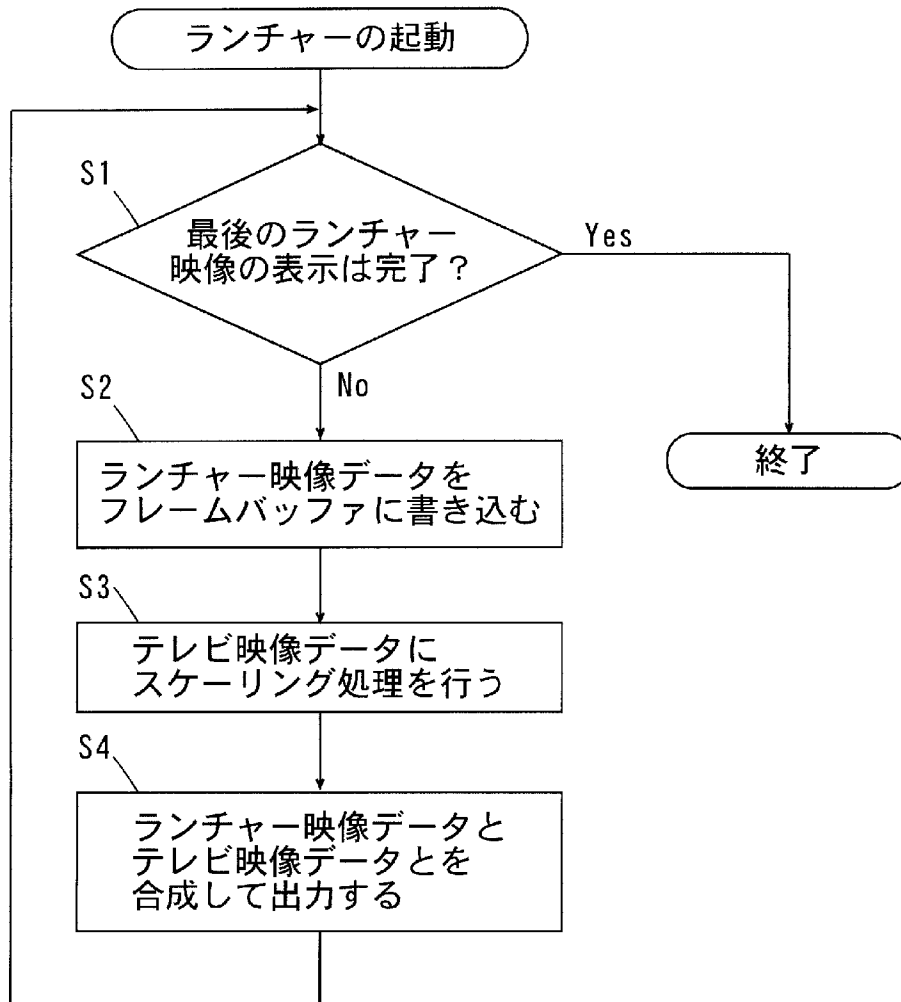 ランチャーの起動
S1
最後のランチャー
映像の表示は完了？
Yes
No
S2
ランチャー映像データを
フレームバッファに書き込む
終了
S3
テレビ映像データに
スケーリング処理を行う
S4
ランチャー映像データと
テレビ映像データとを
合成して出力する